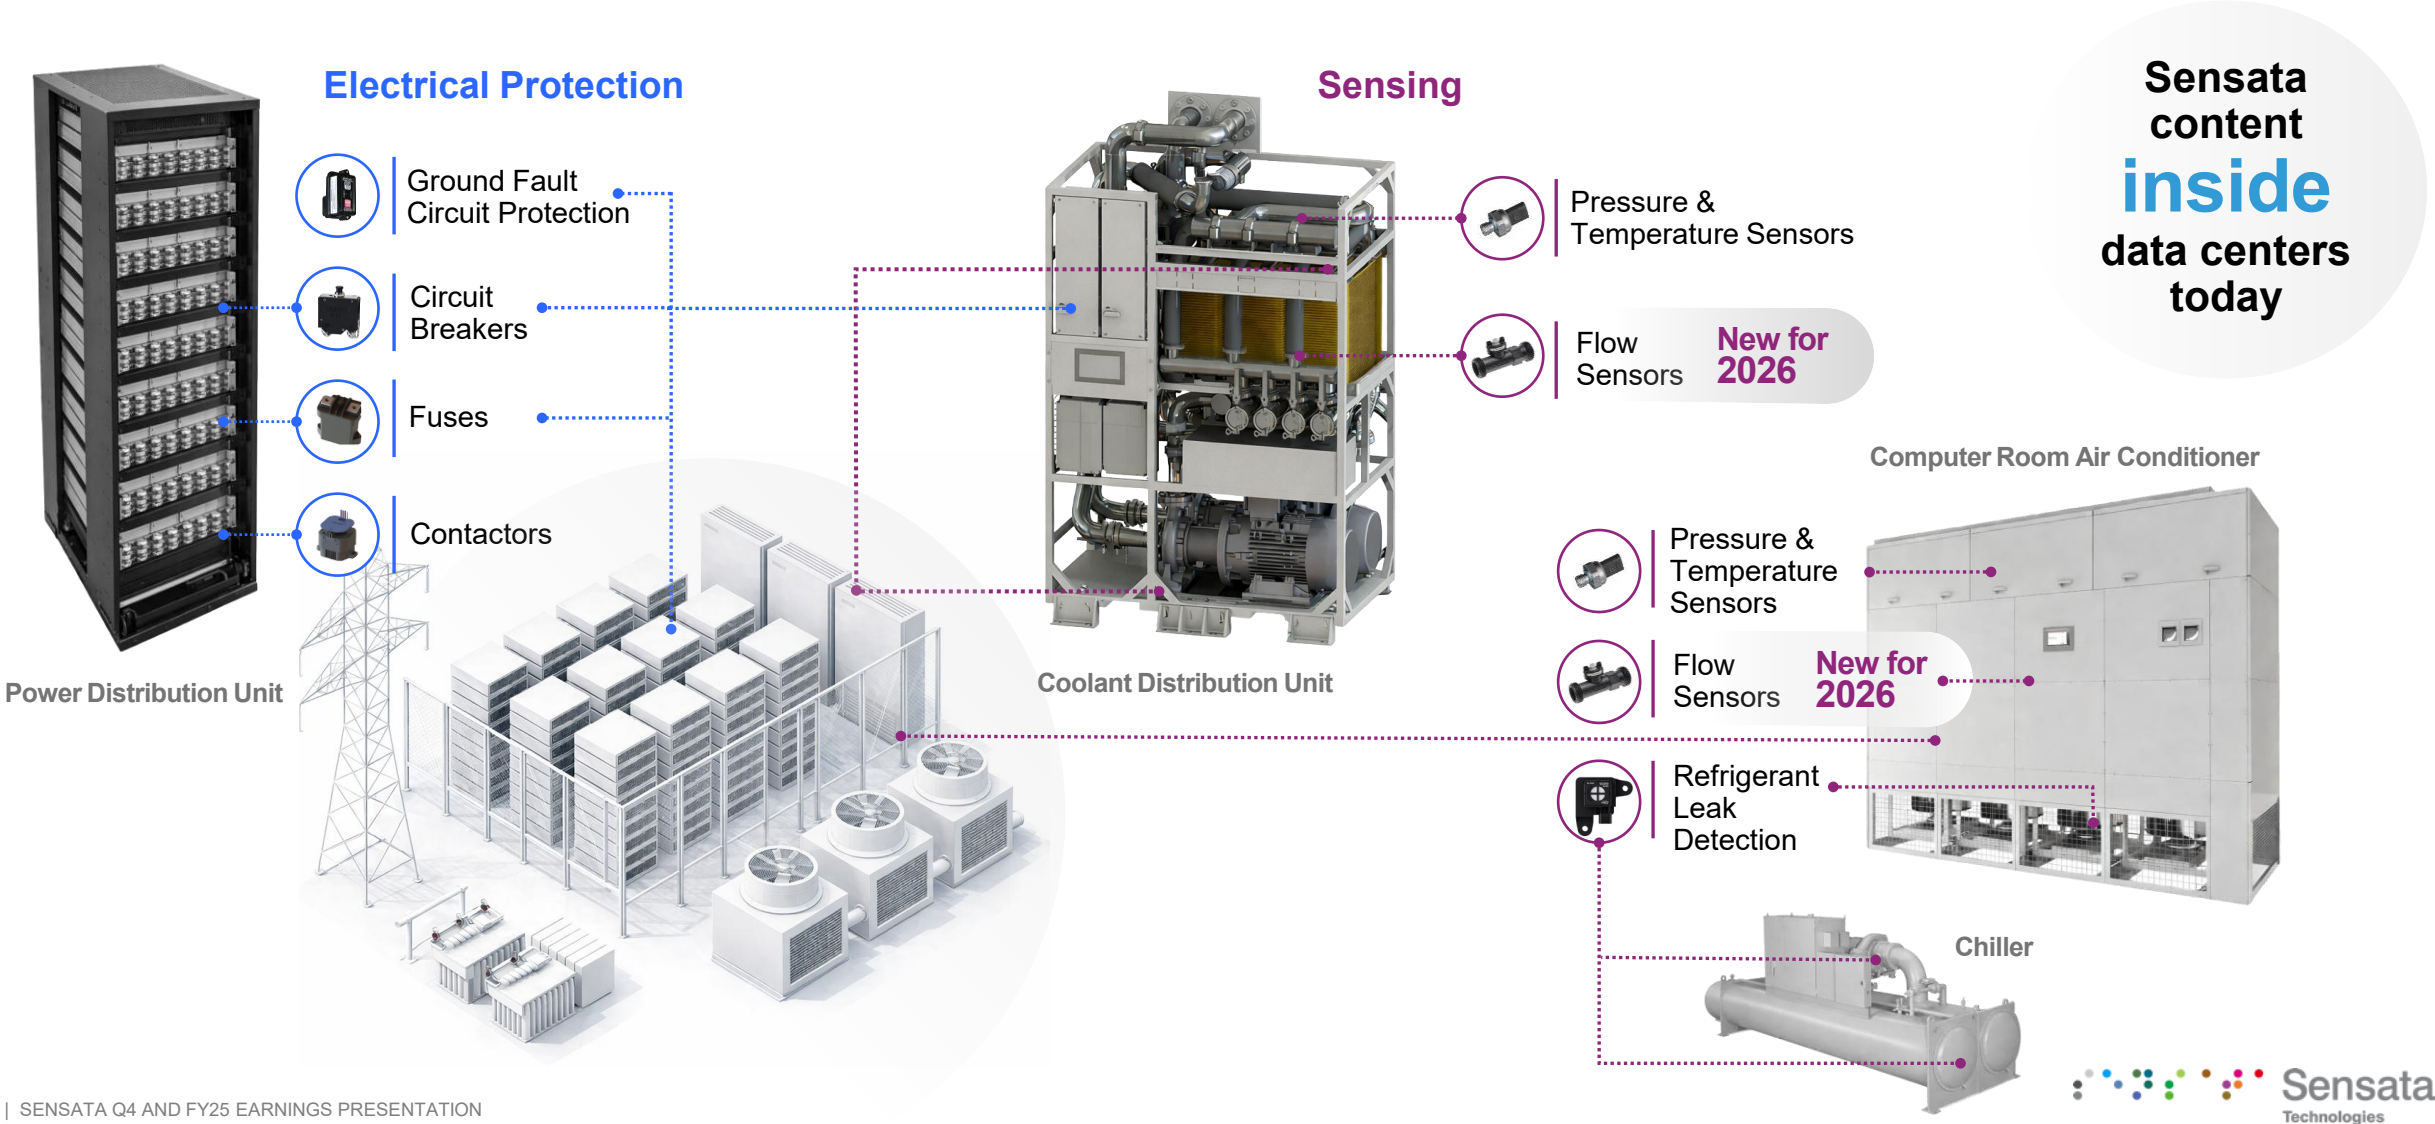 Electrical Protection
Sensing
Sensata
content
inside
data centers
today
Ground Fault
Circuit Protection
Circuit
Breakers
Fuses
Contactors
Power Distribution Unit
Pressure &
Temperature Sensors
Flow
Sensors
New for
2026
Coolant Distribution Unit
Computer Room Air Conditioner
Pressure &
Temperature
Sensors
Flow
Sensors
New for
2026
Refrigerant
Leak
Detection
Chiller
| SENSATA Q4 AND FY25 EARNINGS PRESENTATION
Sensata
Technologies